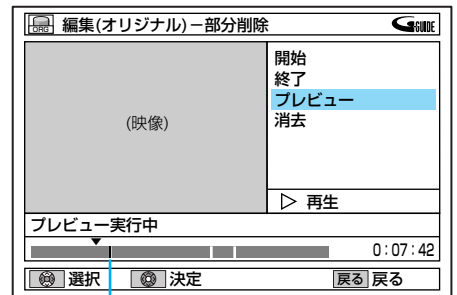 ORG 編集(オリジナル)－部分削除 G-GUIDE
(映像)
開始
終了
プレビュー
消去
▷ 再生
プレビュー実行中
0:07:42
選択 決定 戻る 戻る